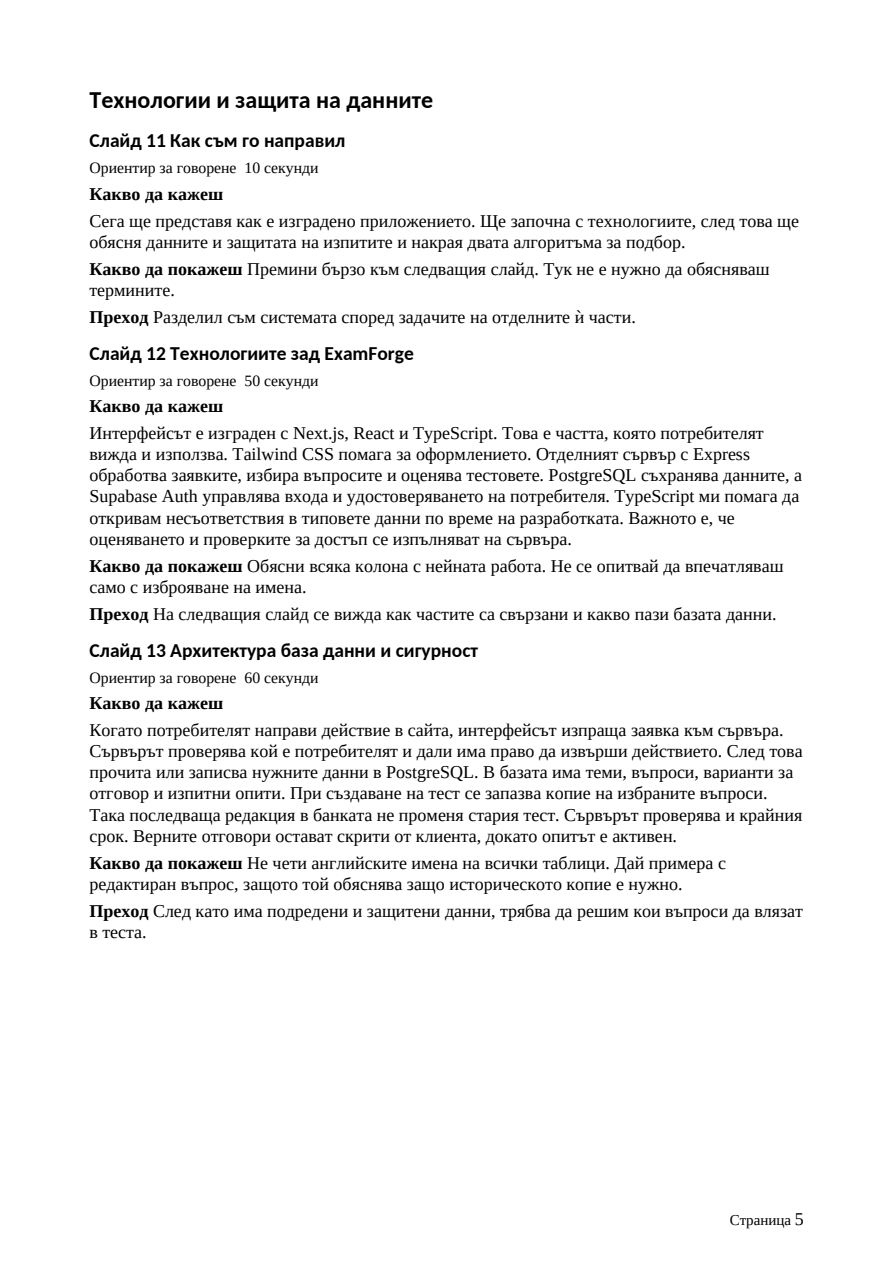 Технологии и защита на данните
Слайд 11 Как съм го направил
Ориентир за говорене  10 секунди
Какво да кажеш
Сега ще представя как е изградено приложението. Ще започна с технологиите, след това ще
обясня данните и защитата на изпитите и накрая двата алгоритъма за подбор.
Какво да покажеш Премини бързо към следващия слайд. Тук не е нужно да обясняваш
термините.
Преход Разделил съм системата според задачите на отделните ѝ части.
Слайд 12 Технологиите зад ExamForge
Ориентир за говорене  50 секунди
Какво да кажеш
Интерфейсът е изграден с Next.js, React и TypeScript. Това е частта, която потребителят
вижда и използва. Tailwind CSS помага за оформлението. Отделният сървър с Express
обработва заявките, избира въпросите и оценява тестовете. PostgreSQL съхранява данните, а
Supabase Auth управлява входа и удостоверяването на потребителя. TypeScript ми помага да
откривам несъответствия в типовете данни по време на разработката. Важното е, че
оценяването и проверките за достъп се изпълняват на сървъра.
Какво да покажеш Обясни всяка колона с нейната работа. Не се опитвай да впечатляваш
само с изброяване на имена.
Преход На следващия слайд се вижда как частите са свързани и какво пази базата данни.
Слайд 13 Архитектура база данни и сигурност
Ориентир за говорене  60 секунди
Какво да кажеш
Когато потребителят направи действие в сайта, интерфейсът изпраща заявка към сървъра.
Сървърът проверява кой е потребителят и дали има право да извърши действието. След това
прочита или записва нужните данни в PostgreSQL. В базата има теми, въпроси, варианти за
отговор и изпитни опити. При създаване на тест се запазва копие на избраните въпроси.
Така последваща редакция в банката не променя стария тест. Сървърът проверява и крайния
срок. Верните отговори остават скрити от клиента, докато опитът е активен.
Какво да покажеш Не чети английските имена на всички таблици. Дай примера с
редактиран въпрос, защото той обяснява защо историческото копие е нужно.
Преход След като има подредени и защитени данни, трябва да решим кои въпроси да влязат
в теста.
Страница 5